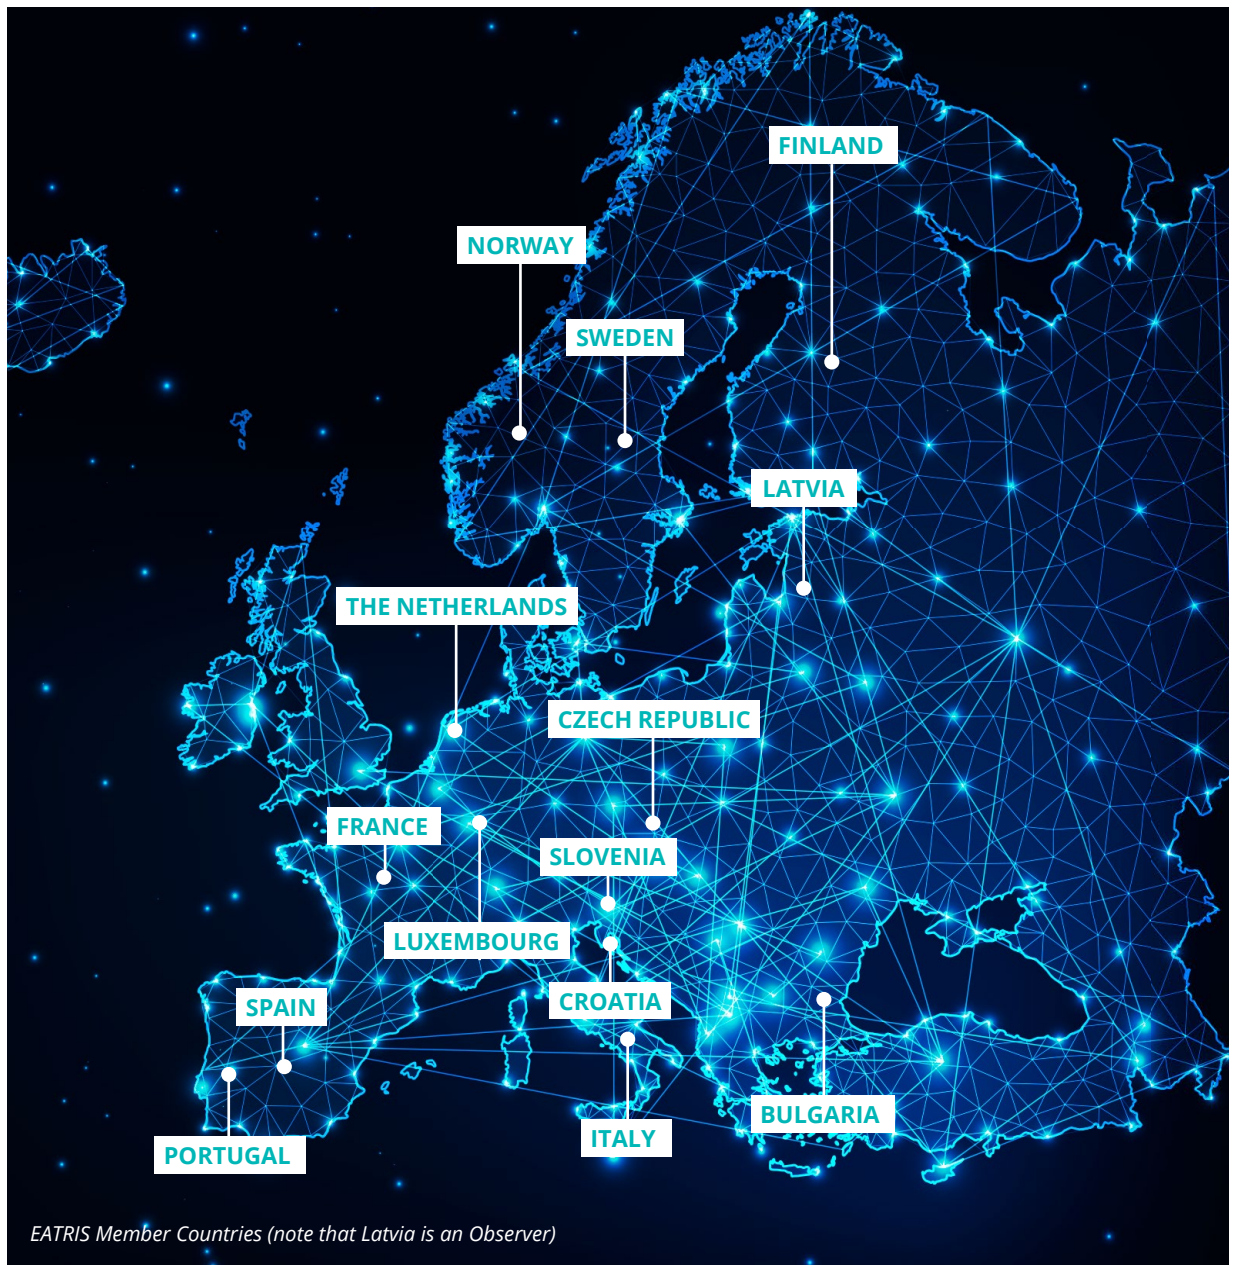 FINLAND
NORWAY
SWEDEN
LATVIA
THE NETHERLANDS
CZECH REPUBLIC
FRANCE
SLOVENIA
LUXEMBOURG
CROATIA
SPAIN
BULGARIA
ITALY
PORTUGAL
EATRIS Member Countries (note that Latvia is an Observer)